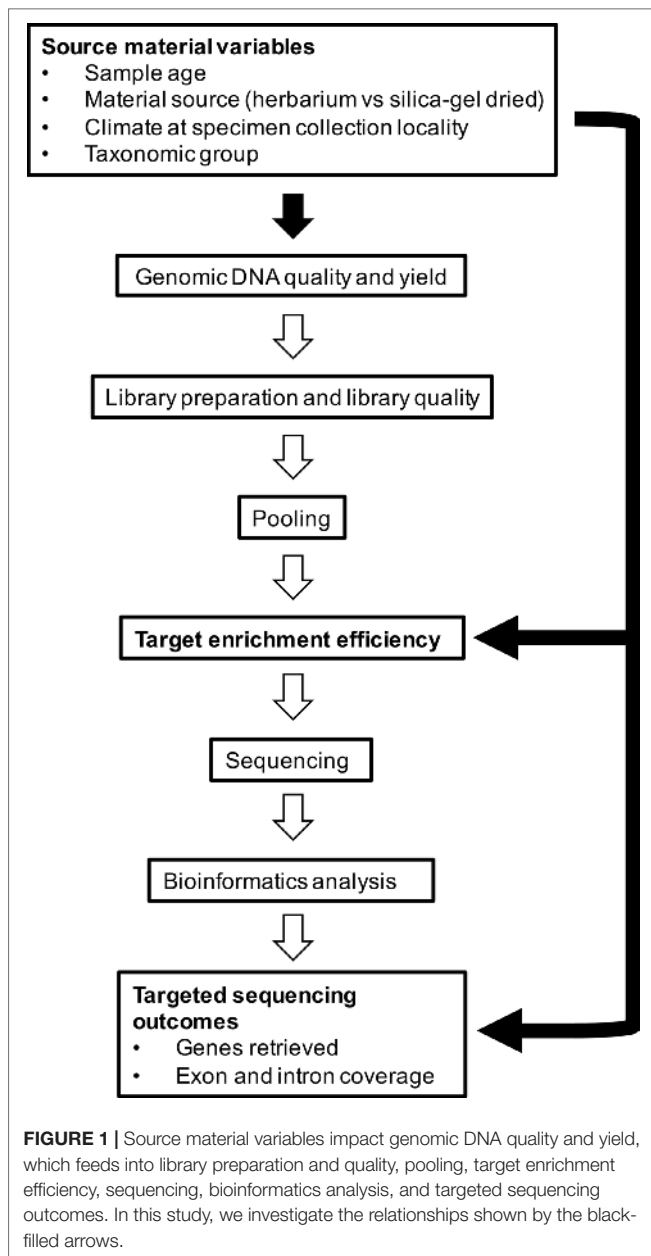 Source material variables
• Sample age
• Material source (herbarium vs silica-gel dried)
• Climate at specimen collection locality
• Taxonomic group
Genomic DNA quality and yield
Library preparation and library quality
Pooling
Target enrichment efficiency
Sequencing
Bioinformatics analysis
Targeted sequencing
outcomes
• Genes retrieved
• Exon and intron coverage
FIGURE 1 | Source material variables impact genomic DNA quality and yield,
which feeds into library preparation and quality, pooling, target enrichment
efficiency, sequencing, bioinformatics analysis, and targeted sequencing
outcomes. In this study, we investigate the relationships shown by the black-
filled arrows.